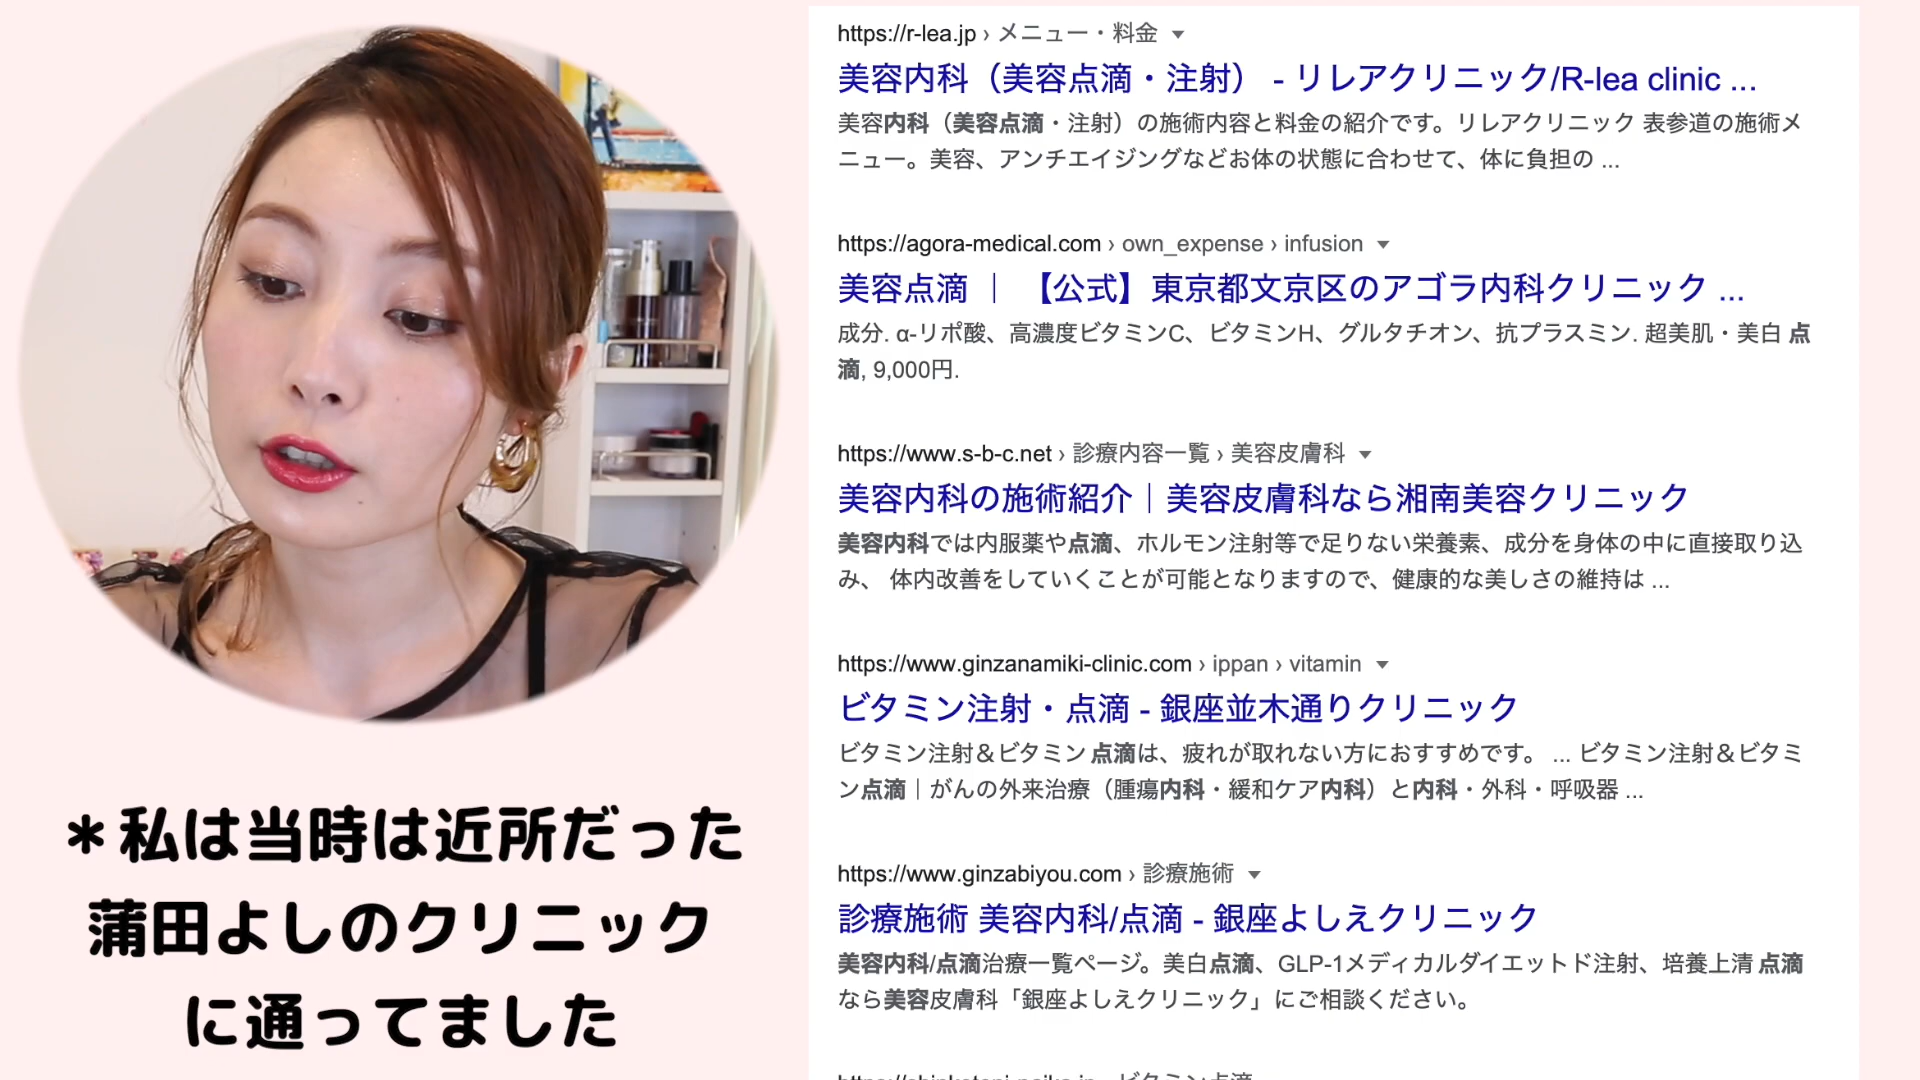 https://r-lea.jp › メニュー・料金
美容内科（美容点滴・注射） - リレアクリニック/R-lea clinic ...
美容内科（美容点滴・注射）の施術内容と料金の紹介です。リレアクリニック 表参道の施術メ
ニュー。美容、アンチエイジングなどお体の状態に合わせて、体に負担の ...
https://agora-medical.com › own_expense › infusion
美容点滴 ｜ 【公式】東京都文京区のアゴラ内科クリニック ...
成分. α-リポ酸、高濃度ビタミンC、ビタミンH、グルタチオン、抗プラスミン. 超美肌・美白 点
滴, 9,000円.
https://www.s-b-c.net › 診療内容一覧 › 美容皮膚科
美容内科の施術紹介｜美容皮膚科なら湘南美容クリニック
美容内科では内服薬や点滴、ホルモン注射等で足りない栄養素、成分を身体の中に直接取り込
み、 体内改善をしていくことが可能となりますので、健康的な美しさの維持は ...
https://www.ginzanamiki-clinic.com › ippan › vitamin
ビタミン注射・点滴 - 銀座並木通りクリニック
ビタミン注射＆ビタミン 点滴は、疲れが取れない方におすすめです。 ... ビタミン注射＆ビタミ
ン点滴｜がんの外来治療（腫瘍内科・緩和ケア内科）と内科・外科・呼吸器 ...
https://www.ginzabiyou.com › 診療施術
診療施術 美容内科/点滴 - 銀座よしえクリニック
美容内科/点滴治療一覧ページ。美白点滴、GLP-1メディカルダイエットド注射、培養上清 点滴
なら美容皮膚科「銀座よしえクリニック」にご相談ください。
＊私は当時は近所だった
蒲田よしのクリニック
に通ってました